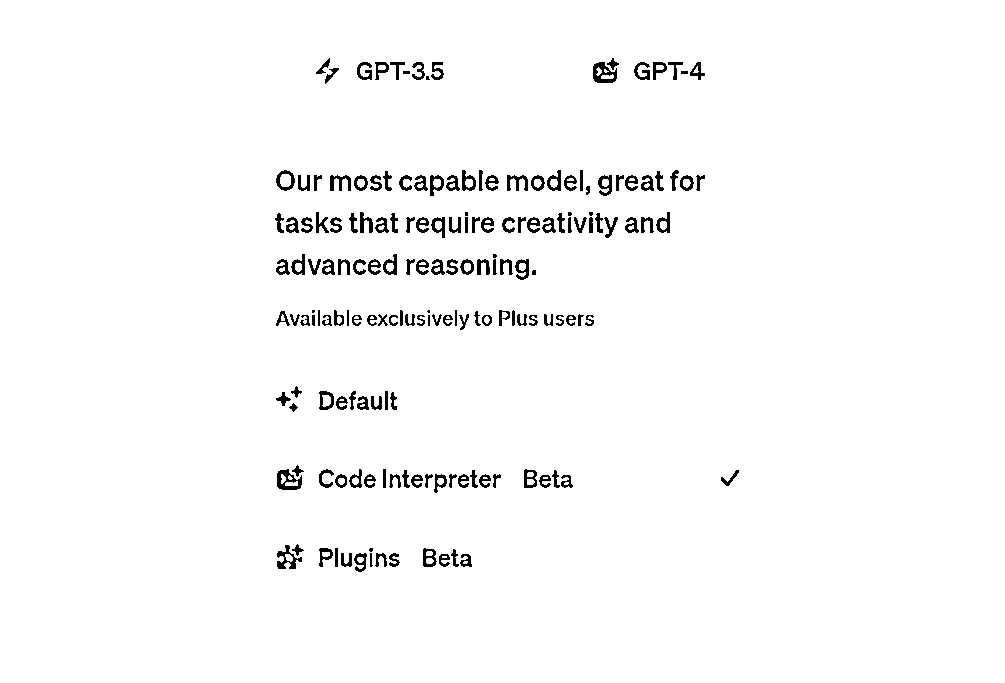 GPT-3.5 GPT-4
Our most capable model, great for
tasks that require creativity and
advanced reasoning.
Available exclusively to Plus users
Default
Code Interpreter Beta
Plugins Beta